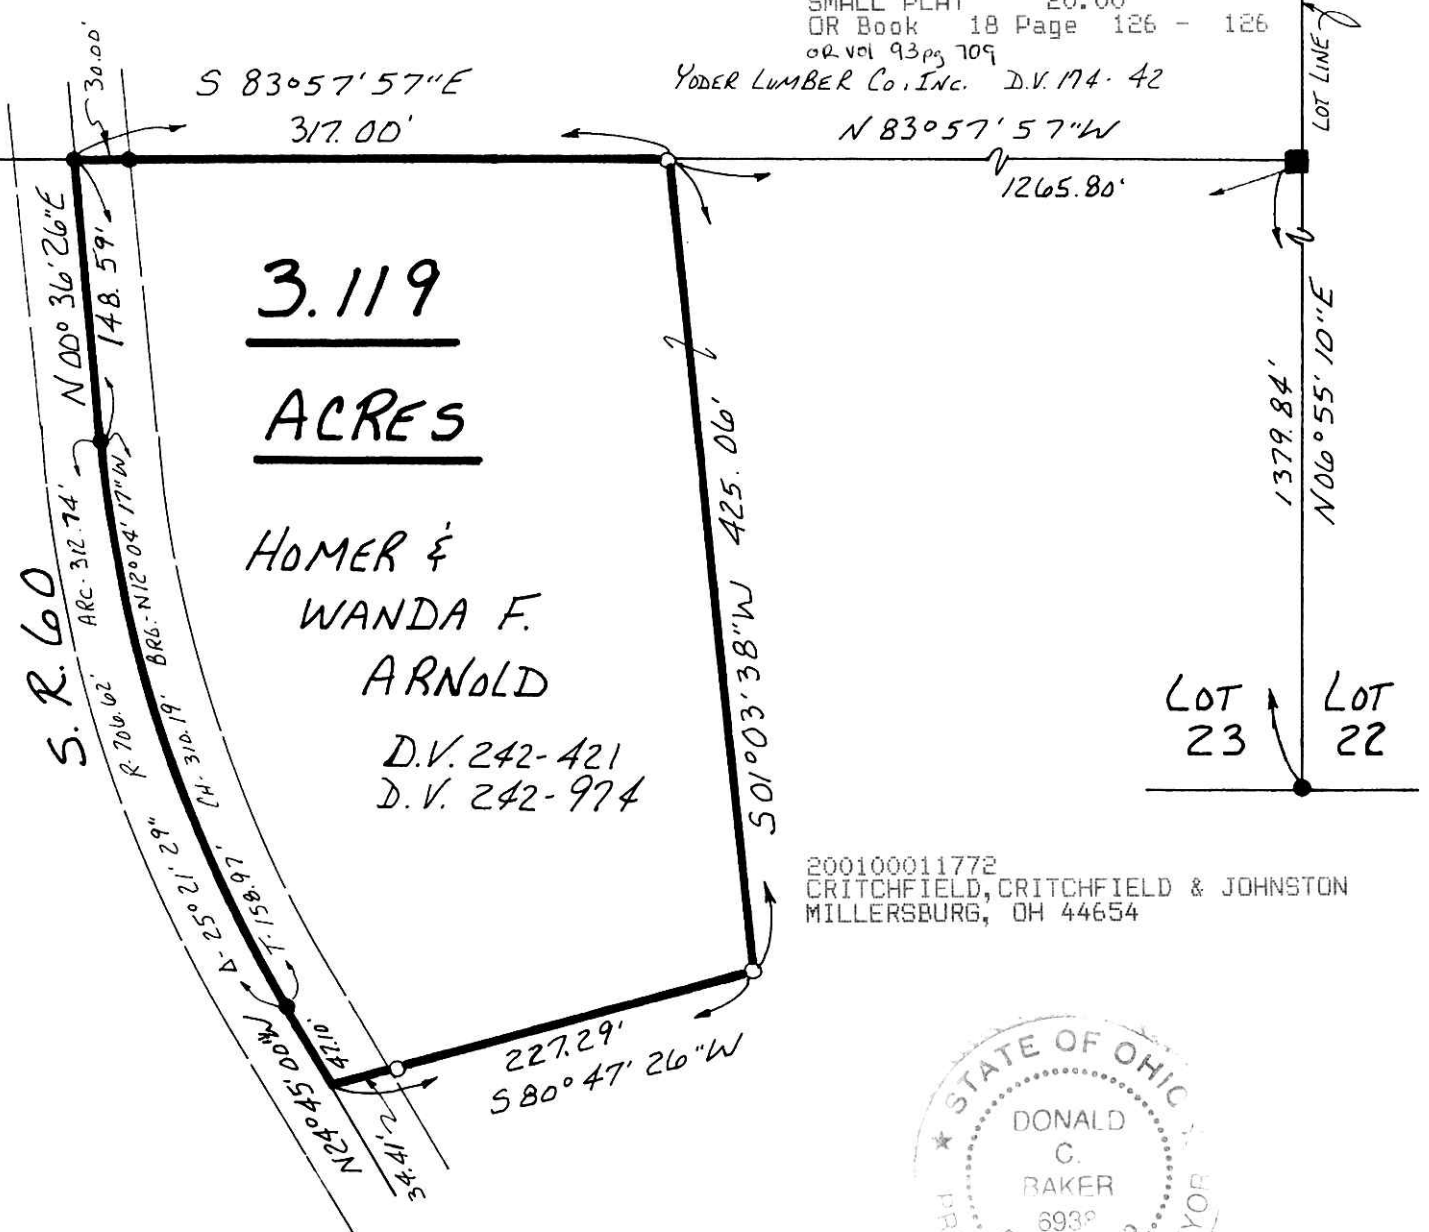 SMALL PLAT 20.00
OR Book 18 Page 126 - 126
OR Vol 93 pg 709
YODER LUMBER CO., INC. D.V. 174-42
LOT LINE
30.00'
S 83°57'57"E
317.00'
N 83°57'57"W
1265.80'
N 00°36'26"E
148.59'
3.119
ACRES
HOMER &
WANDA F.
ARNOLD
D.V. 242-421
D.V. 242-974
S 01°03'38"W 425.06'
1379.84'
N06°55'10"E
S.R. 60
ARC- 312.74'
R- 706.62'
Δ- 25°21'29"
BRG.- N12°04'17"W
CH- 310.19'
T- 158.97'
LOT
23
LOT
22
200100011772
CRITCHFIELD, CRITCHFIELD & JOHNSTON
MILLERSBURG, OH 44654
42.10'
N24°45'00"W
34.41'
227.29'
S 80°47'26"W
STATE OF OHIO
DONALD
C.
BAKER